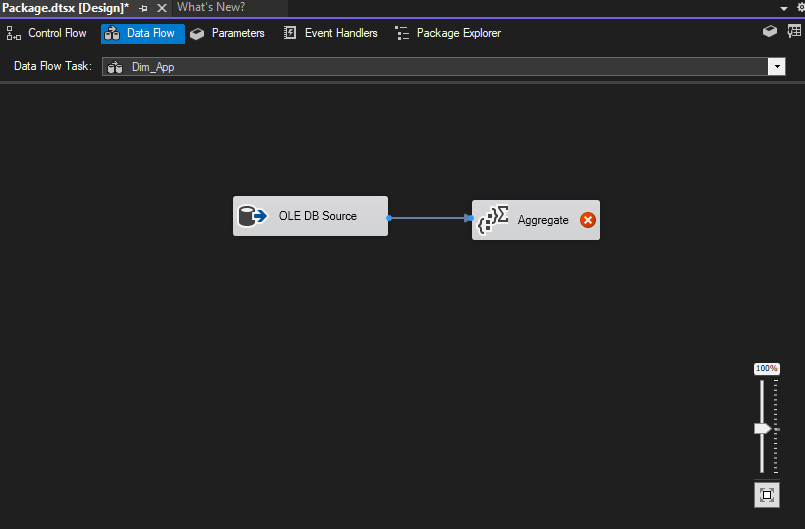 Package.dtsx [Design]* What's New?
Control Flow Data Flow Parameters Event Handlers Package Explorer
Data Flow Task: Dim_App
OLE DB Source Aggregate
100%